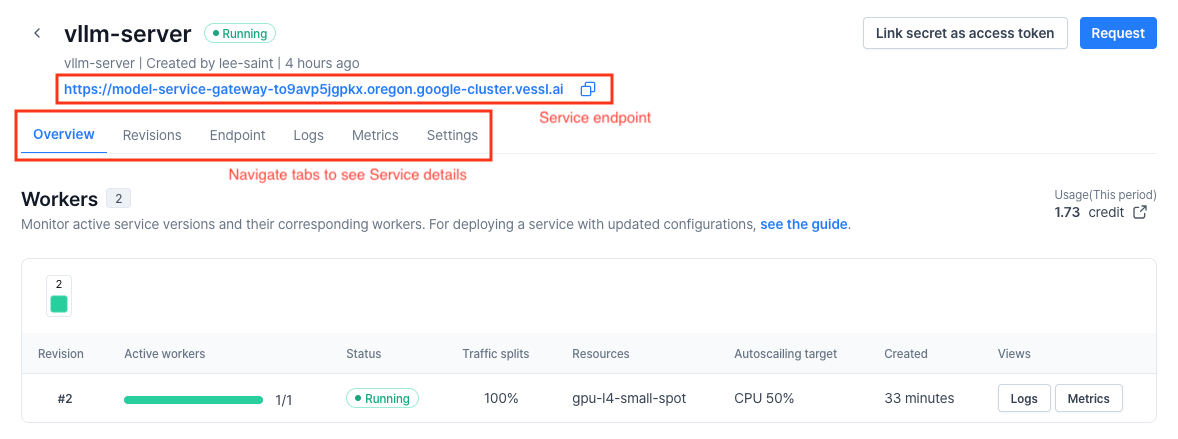 vllm-server Running Link secret as access token Request
vllm-server | Created by lee-saint | 4 hours ago
https://model-service-gateway-to9avp5jgpkx.oregon.google-cluster.vessl.ai
Service endpoint
Overview Revisions Endpoint Logs Metrics Settings
Navigate tabs to see Service details
Workers 2 Usage(This period)
1.73 credit
Monitor active service versions and their corresponding workers. For deploying a service with updated configurations, see the guide.
2
Revision Active workers Status Traffic splits Resources Autoscailing target Created Views
#2 1/1 Running 100% gpu-l4-small-spot CPU 50% 33 minutes Logs Metrics